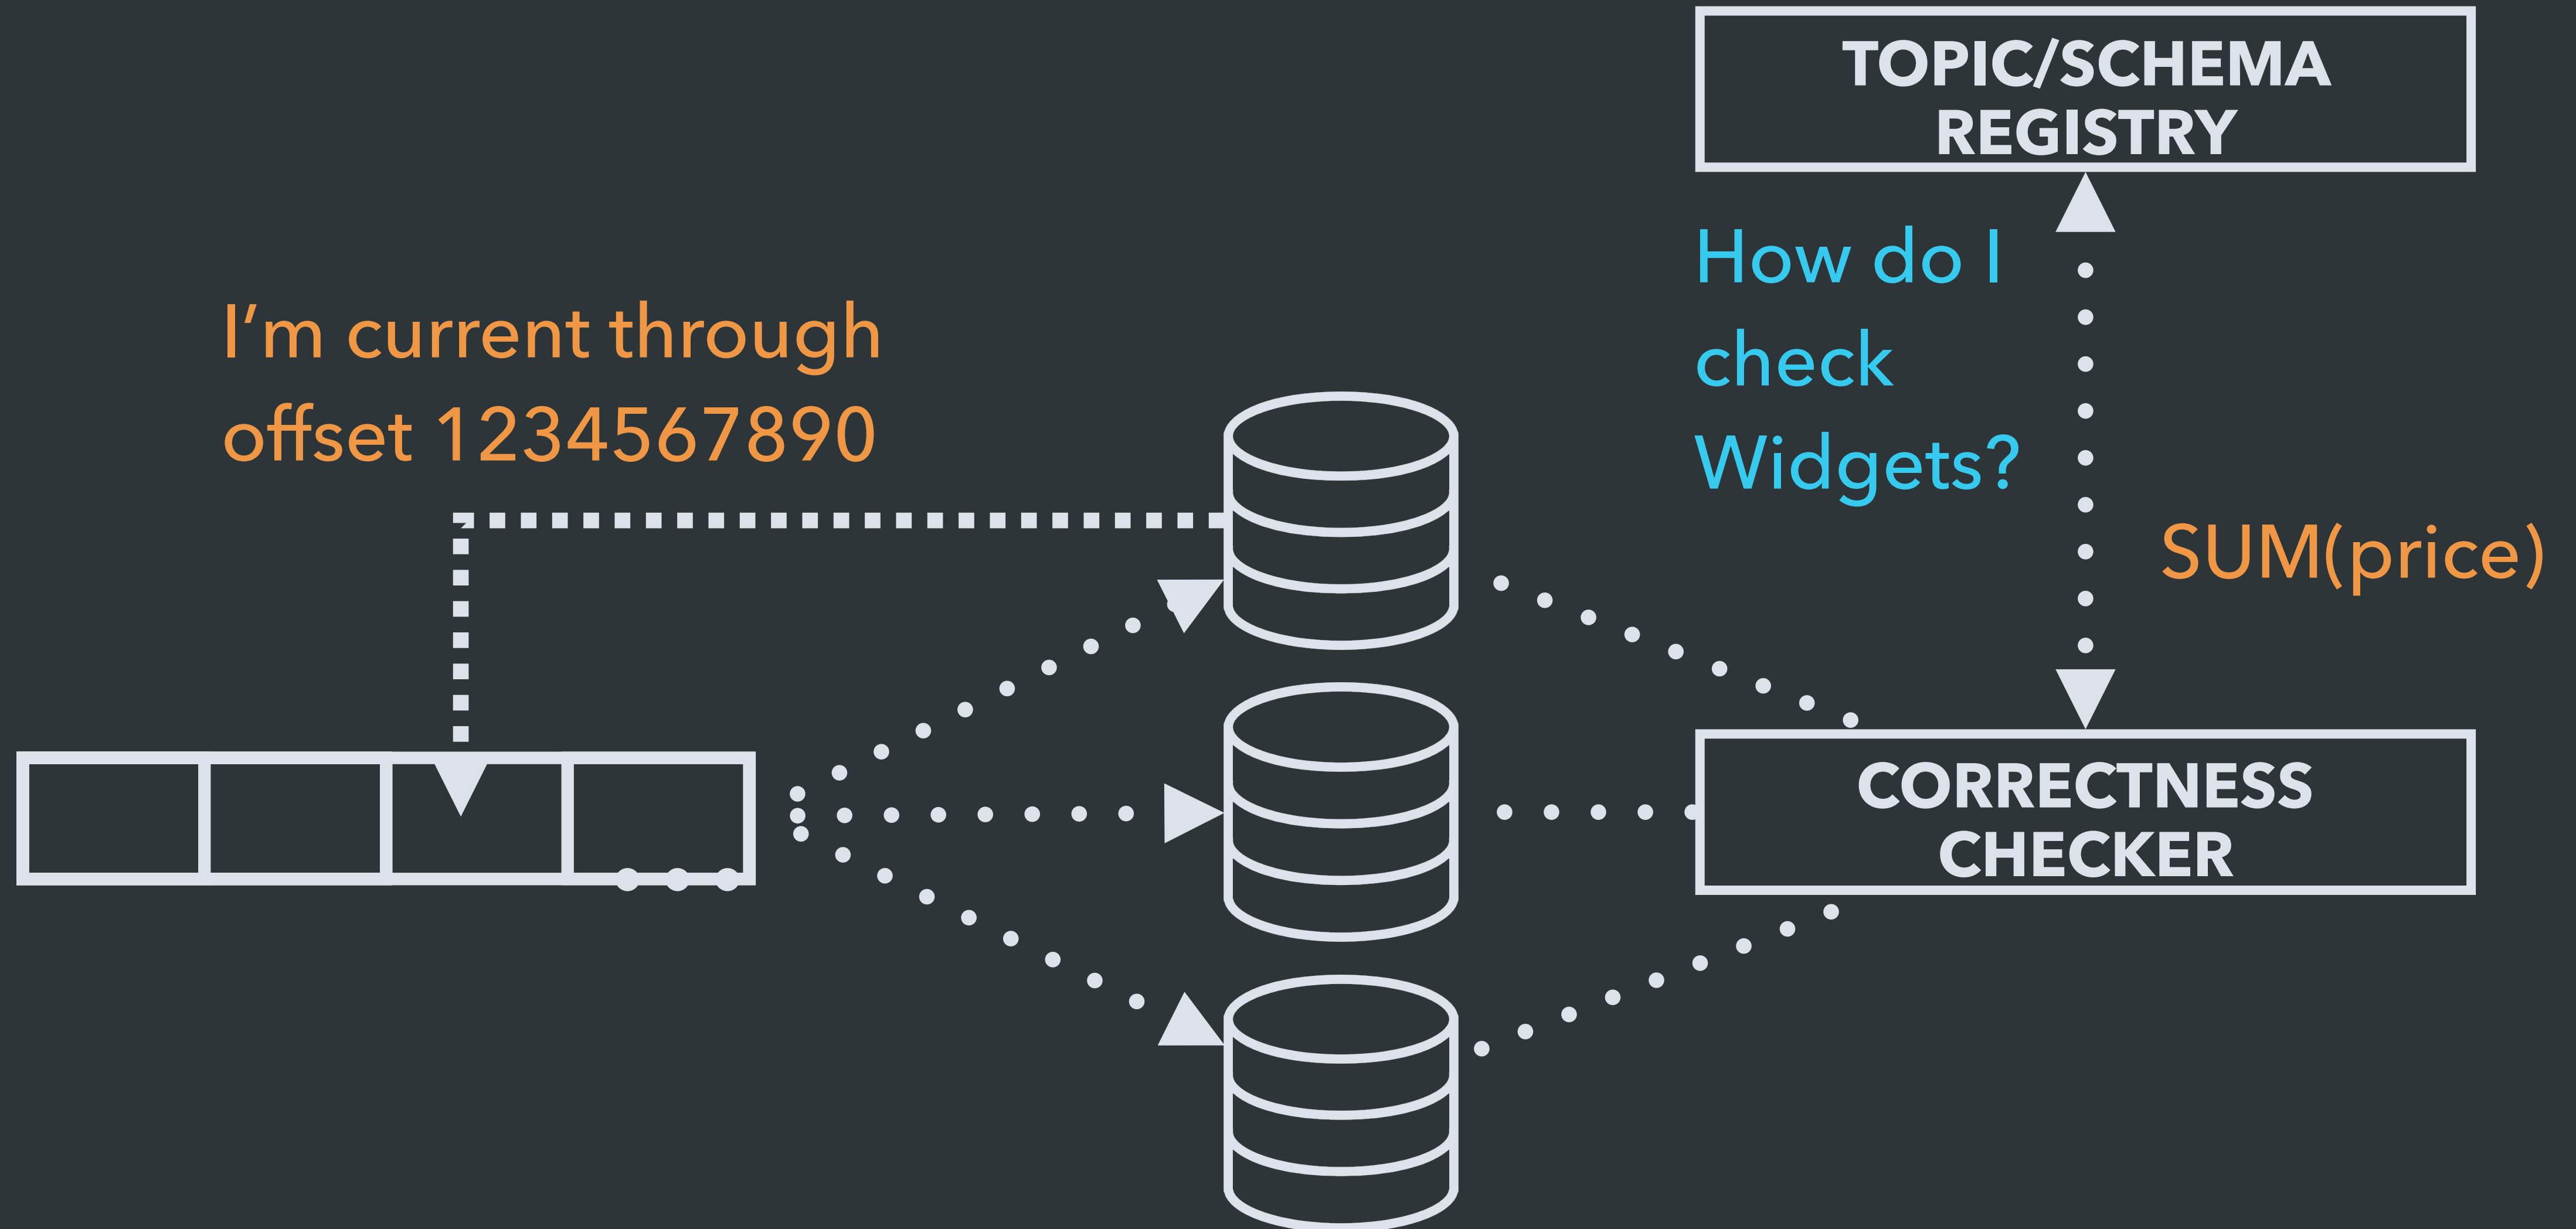 TOPIC/SCHEMA
REGISTRY
How do I
check
Widgets?
I’m current through
offset 1234567890
SUM(price)
CORRECTNESS
CHECKER